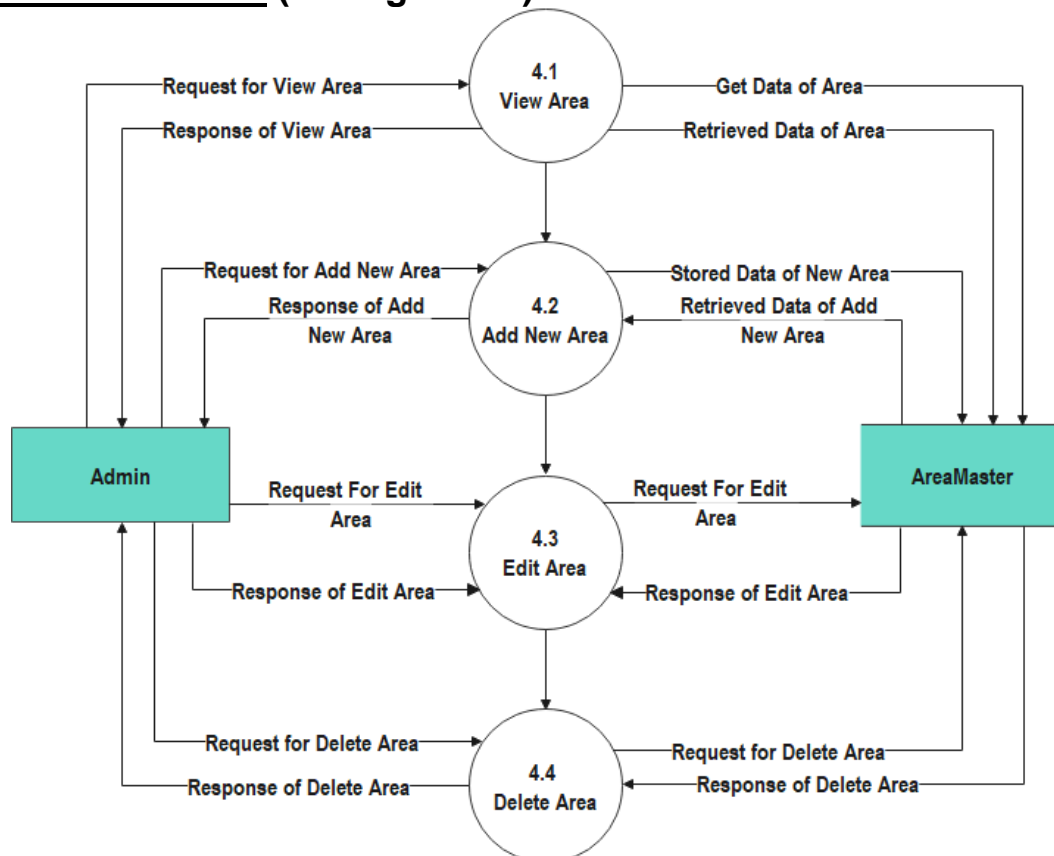 4.1
View Area
Request for View Area
Get Data of Area
Response of View Area
Retrieved Data of Area
Request for Add New Area
Stored Data of New Area
4.2
Add New Area
Response of Add
New Area
Retrieved Data of Add
New Area
Admin
AreaMaster
Request For Edit
Area
Request For Edit
Area
4.3
Edit Area
Response of Edit Area
Response of Edit Area
Request for Delete Area
Request for Delete Area
4.4
Delete Area
Response of Delete Area
Response of Delete Area